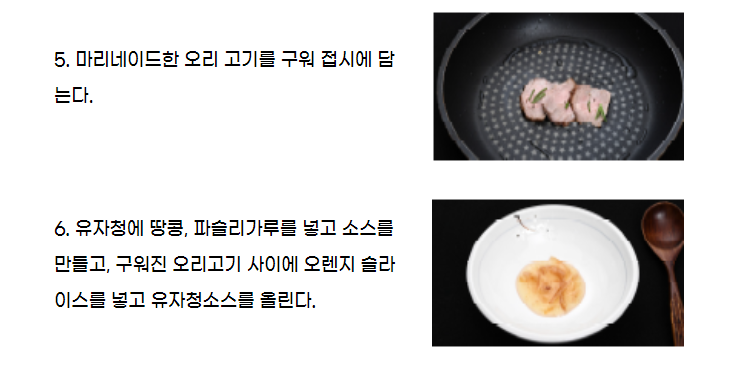 5. 마리네이드한 오리 고기를 구워 접시에 담
는다.
6. 유자청에 땅콩, 파슬리가루를 넣고 소스를
만들고, 구워진 오리고기 사이에 오렌지 슬라
이스를 넣고 유자청소스를 올린다.